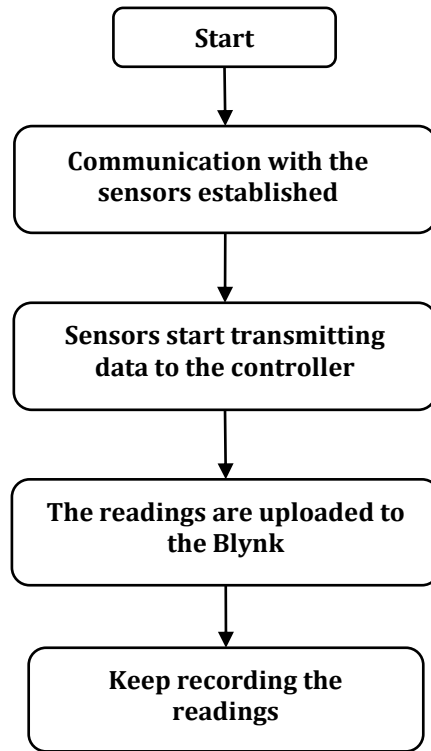 Start
Communication with the
sensors established
Sensors start transmitting
data to the controller
The readings are uploaded to
the Blynk
Keep recording the
readings